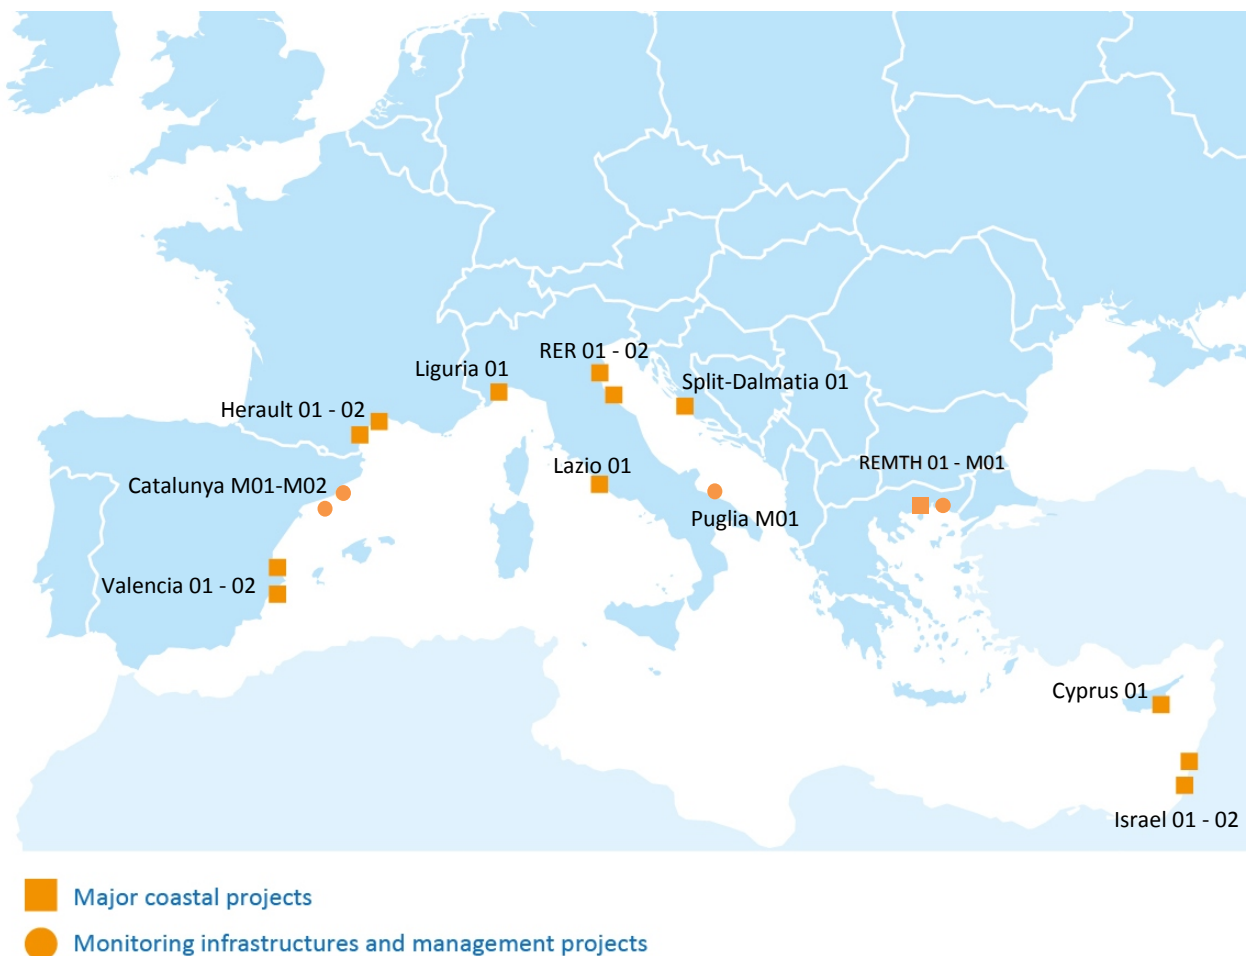 RER 01 - 02
Liguria 01
Split-Dalmatia 01
Herault 01 - 02
Lazio 01
REMTH 01 - M01
Catalunya M01-M02
Puglia M01
Valencia 01 - 02
Cyprus 01
Israel 01 - 02
Major coastal projects
Monitoring infrastructures and management projects